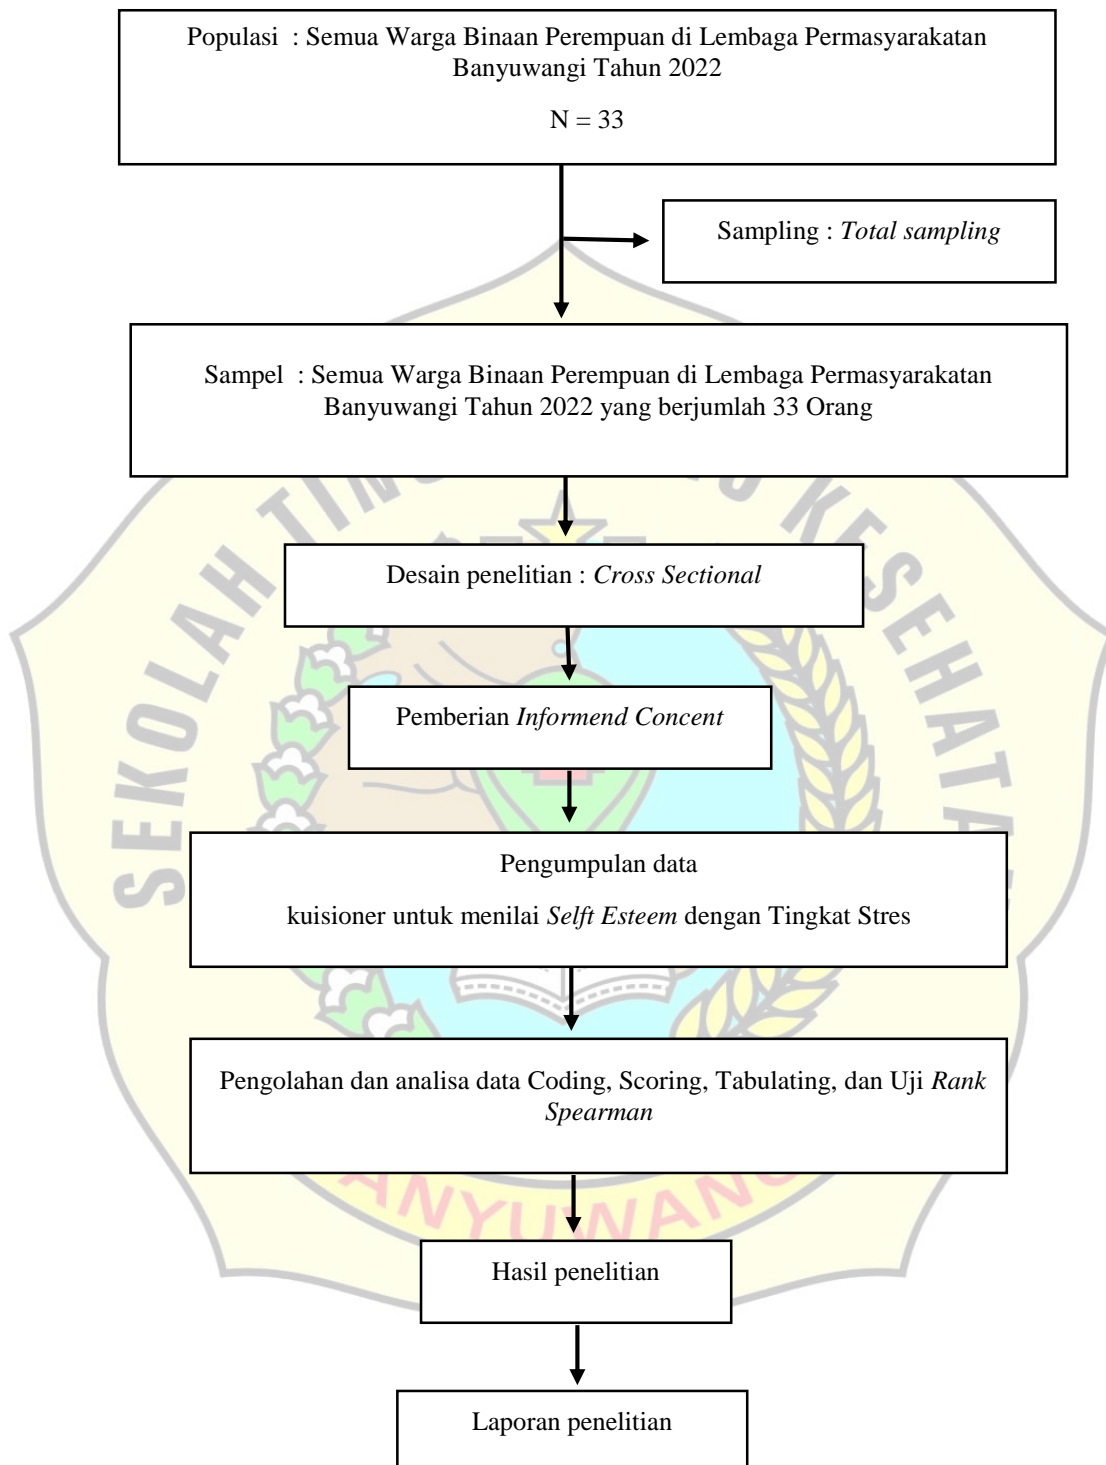 Populasi : Semua Warga Binaan Perempuan di Lembaga Permasyarakatan
Banyuwangi Tahun 2022
N = 33
Sampling : Total sampling
Sampel : Semua Warga Binaan Perempuan di Lembaga Permasyarakatan
Banyuwangi Tahun 2022 yang berjumlah 33 Orang
Desain penelitian : Cross Sectional
Pemberian Informend Concent
Pengumpulan data
kuisioner untuk menilai Selft Esteem dengan Tingkat Stres
Pengolahan dan analisa data Coding, Scoring, Tabulating, dan Uji Rank
Spearman
Hasil penelitian
Laporan penelitian
SEKOLAH KESEHATA